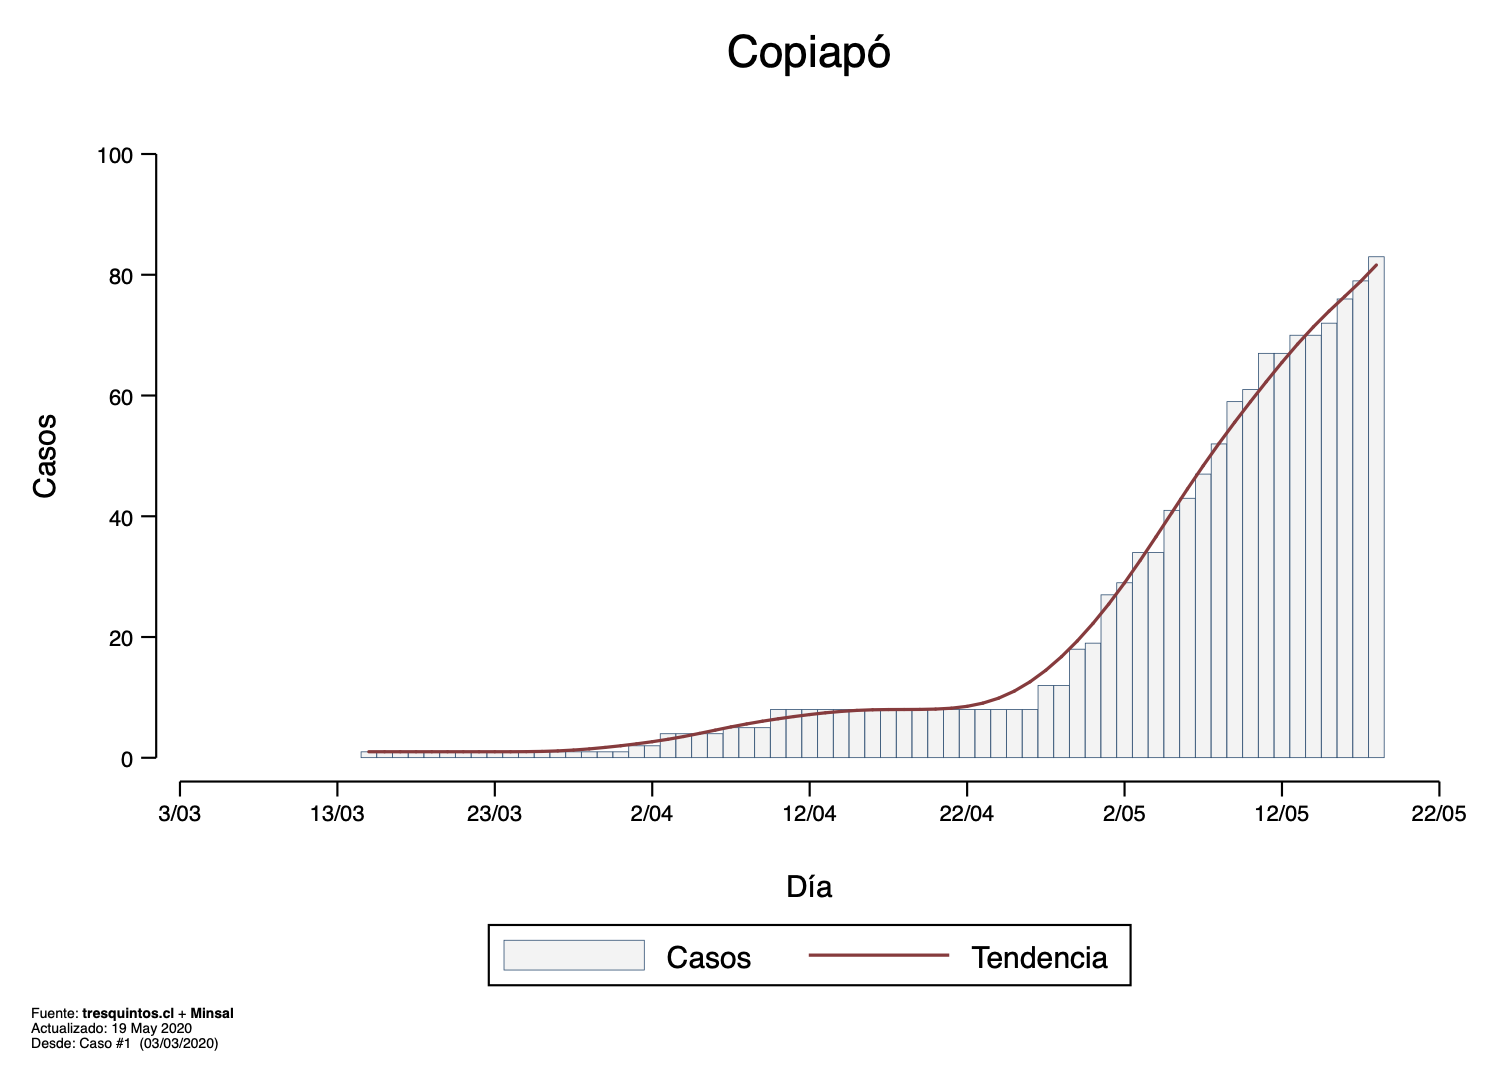 Copiapó
100
80
60
40
20
0
Casos
3/03
13/03
23/03
2/04
12/04
22/04
2/05
12/05
22/05
Día
Casos
Tendencia
Fuente: tresquintos.cl + Minsal
Actualizado: 19 May 2020
Desde: Caso #1 (03/03/2020)